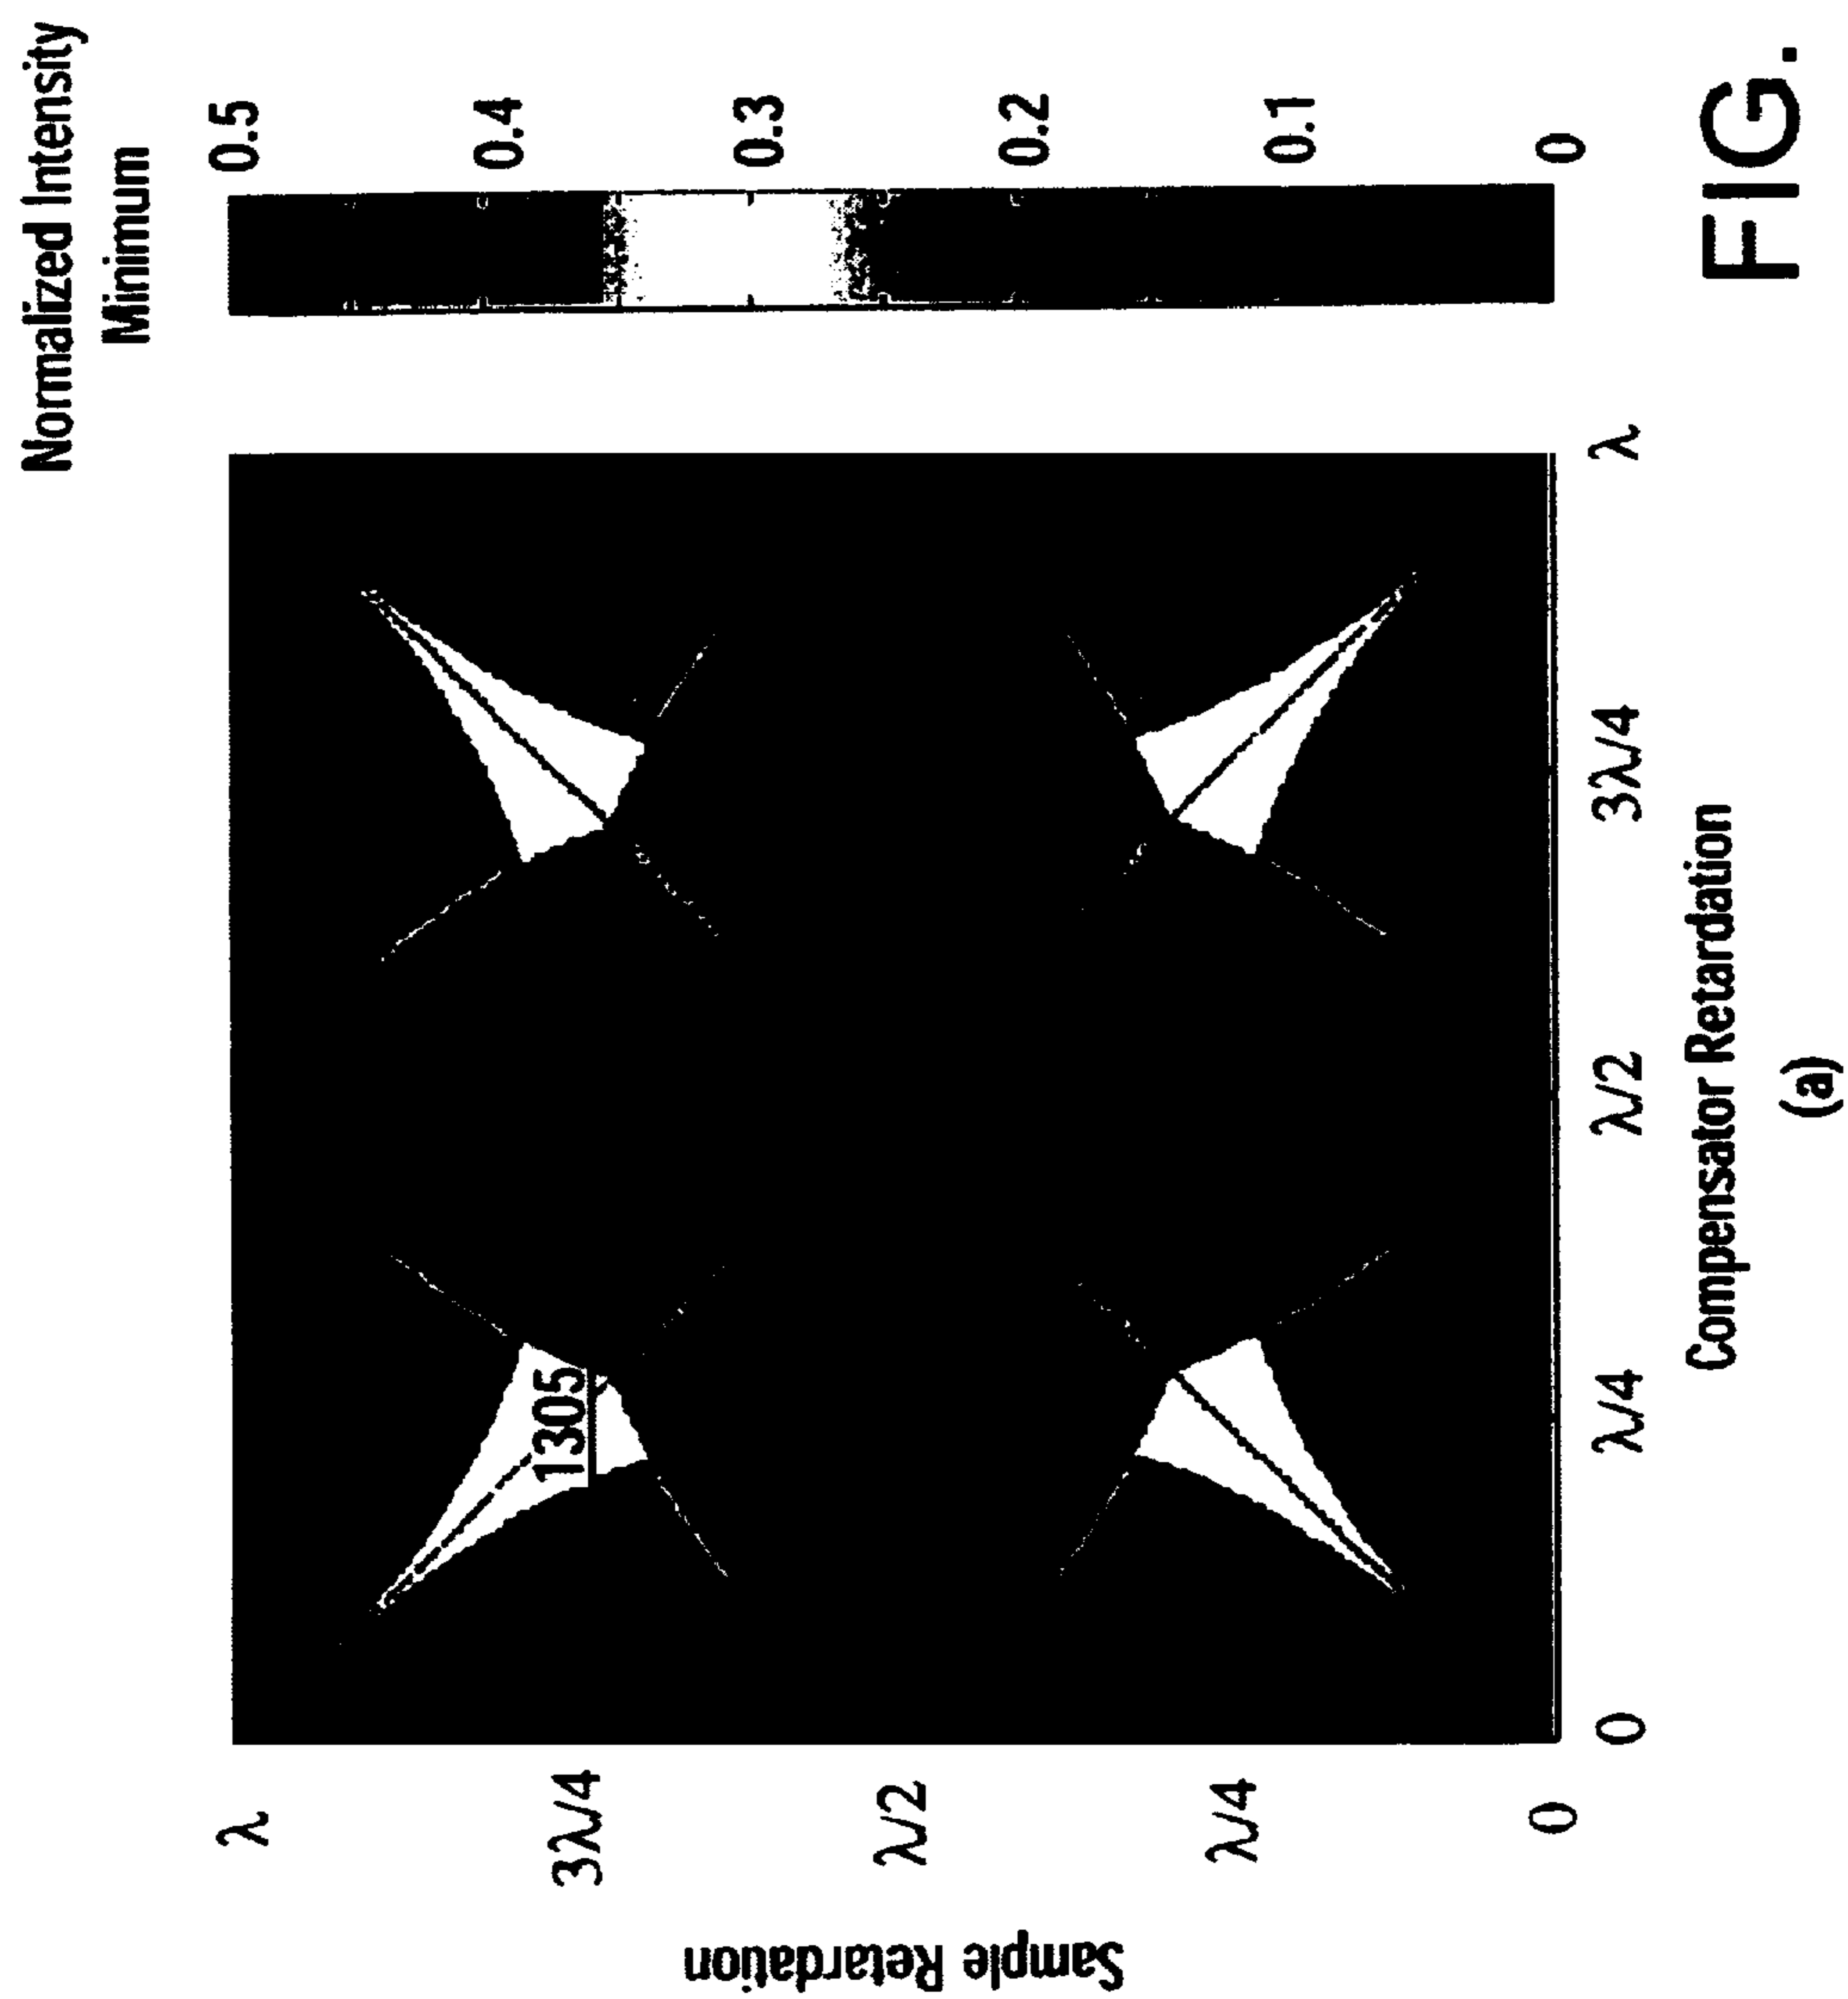 Normalized Intensity
Minimum
0.5
0.4
0.3
0.2
0.1
0
Sample Retardation
λ
3λ/4
λ/2
λ/4
0
1305
0
λ/4
λ/2
3λ/4
λ
Compensator Retardation
(a)
FIG.